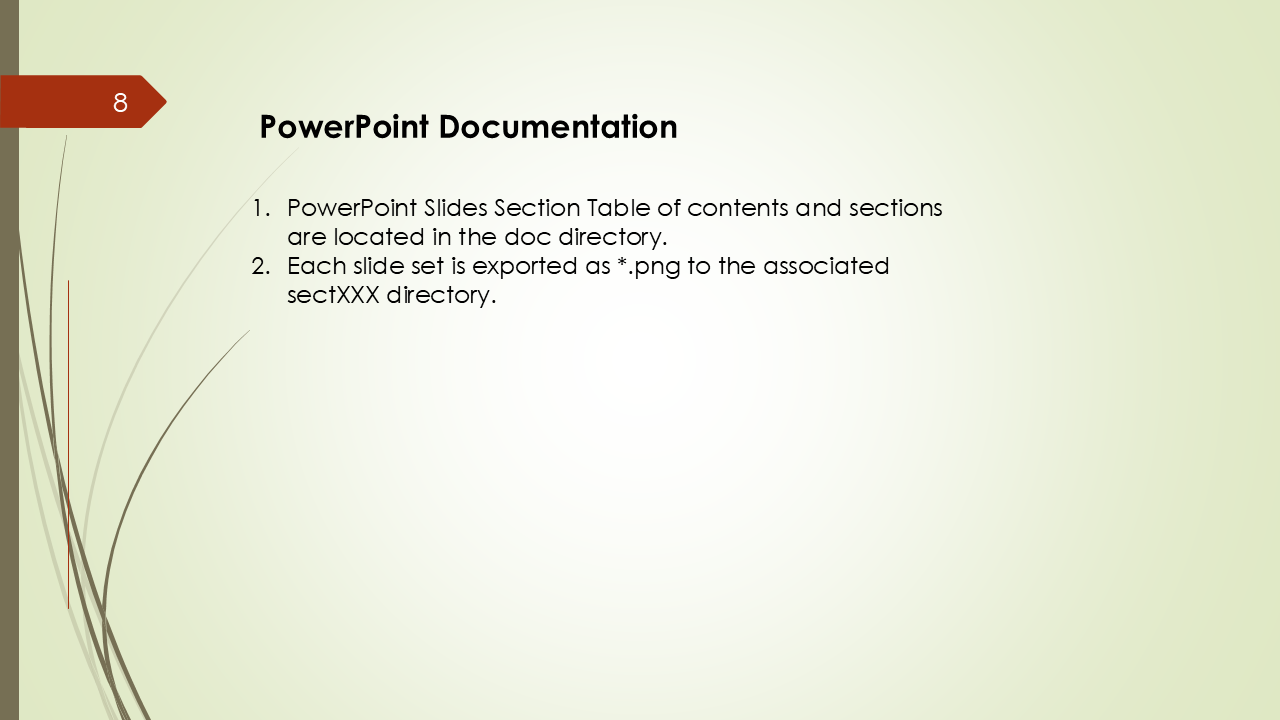 8
PowerPoint Documentation
1. PowerPoint Slides Section Table of contents and sections
are located in the doc directory.
2. Each slide set is exported as *.png to the associated
sectXXX directory.